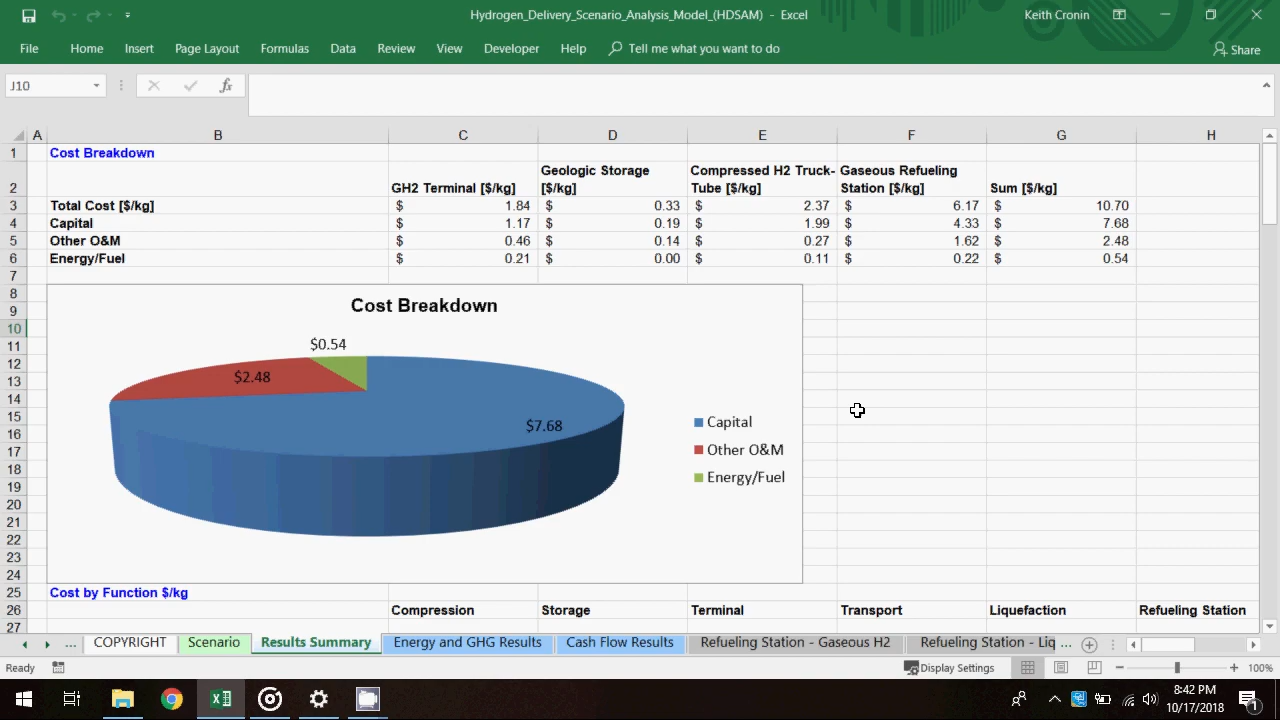 Hydrogen_Delivery_Scenario_Analysis_Model_(HDSAM) - Excel
Keith Cronin
File Home Insert Page Layout Formulas Data Review View Developer Help Tell me what you want to do Share
J10 fx
A B C D E F G H
1 Cost Breakdown
2 GH2 Terminal [$/kg] Geologic Storage [$/kg] Compressed H2 Truck-Tube [$/kg] Gaseous Refueling Station [$/kg] Sum [$/kg]
3 Total Cost [$/kg] $ 1.84 $ 0.33 $ 2.37 $ 6.17 $ 10.70
4 Capital $ 1.17 $ 0.19 $ 1.99 $ 4.33 $ 7.68
5 Other O&M $ 0.46 $ 0.14 $ 0.27 $ 1.62 $ 2.48
6 Energy/Fuel $ 0.21 $ 0.00 $ 0.11 $ 0.22 $ 0.54
7
8
Cost Breakdown
9
10
11
$0.54
12
13
$2.48
14
15
$7.68
Capital
16
17
Other O&M
18
19
Energy/Fuel
20
21
22
23
24
25 Cost by Function $/kg
26 Compression Storage Terminal Transport Liquefaction Refueling Station
27
... COPYRIGHT Scenario Results Summary Energy and GHG Results Cash Flow Results Refueling Station - Gaseous H2 Refueling Station - Liq ...
Ready Display Settings 100%
8:42 PM
10/17/2018
1